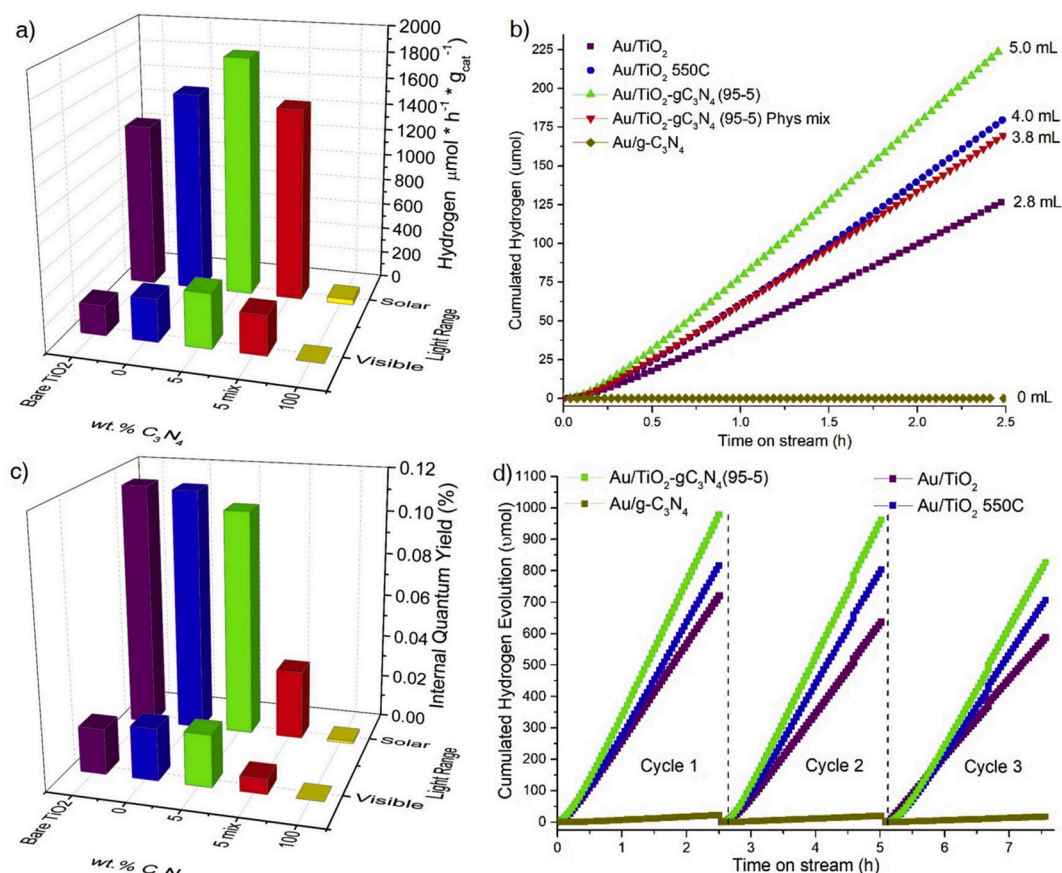 a)
2000
1800
1600
1400
1200
1000
800
600
400
200
0
Hydrogen μmol * h⁻¹ * g_cat⁻¹
Solar
Visible
Light Range
Bare TiO2
0
5
5 mix
100
wt. % C₃N₄
b)
Au/TiO₂
Au/TiO₂ 550C
Au/TiO₂-gC₃N₄ (95-5)
Au/TiO₂-gC₃N₄ (95-5) Phys mix
Au/g-C₃N₄
5.0 mL
4.0 mL
3.8 mL
2.8 mL
0 mL
225
200
175
150
125
100
75
50
25
0
Cumulated Hydrogen (umol)
0.0 0.5 1.0 1.5 2.0 2.5
Time on stream (h)
c)
0.12
0.10
0.08
0.06
0.04
0.02
0.00
Internal Quantum Yield (%)
Solar
Visible
Light Range
Bare TiO2
0
5
5 mix
100
wt. %
d)
Au/TiO₂-gC₃N₄(95-5)
Au/g-C₃N₄
Au/TiO₂
Au/TiO₂ 550C
1100
1000
900
800
700
600
500
400
300
200
100
0
Cumulated Hydrogen Evolution (υmol)
Cycle 1 Cycle 2 Cycle 3
0 1 2 3 4 5 6 7
Time on stream (h)